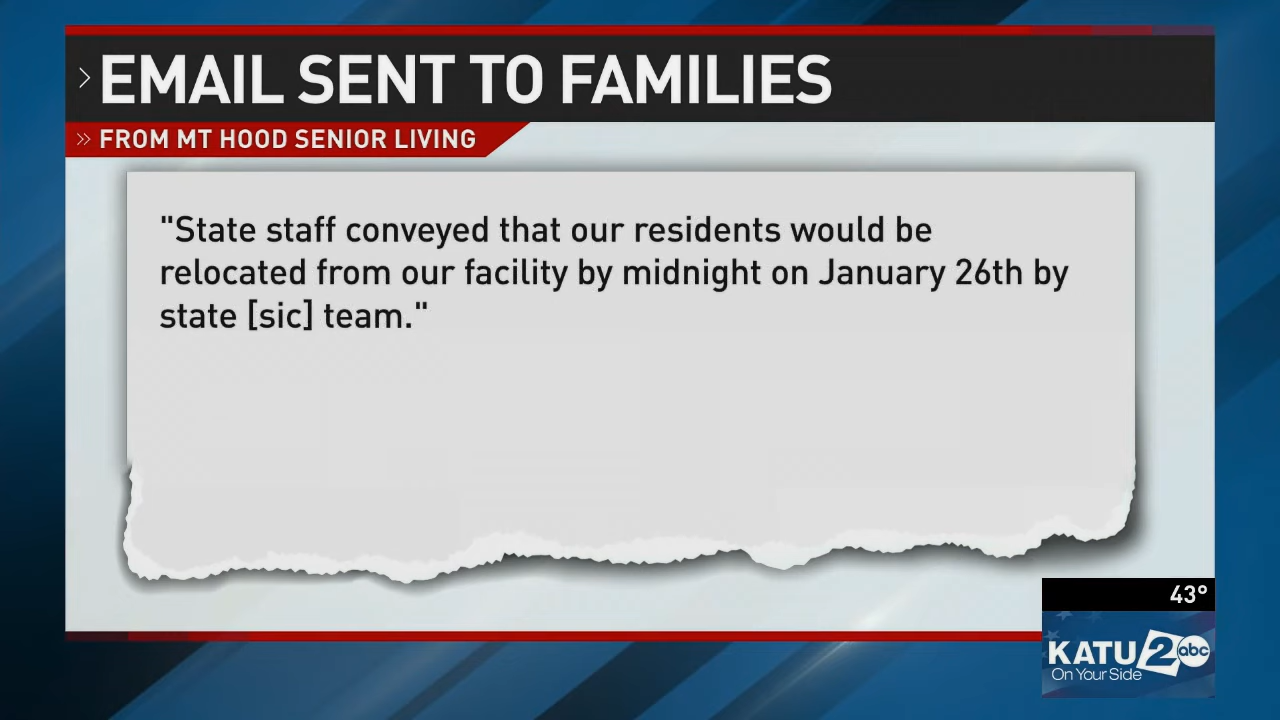 EMAIL SENT TO FAMILIES
FROM MT HOOD SENIOR LIVING
"State staff conveyed that our residents would be
relocated from our facility by midnight on January 26th by
state [sic] team."
43°
KATU 2 abc
On Your Side